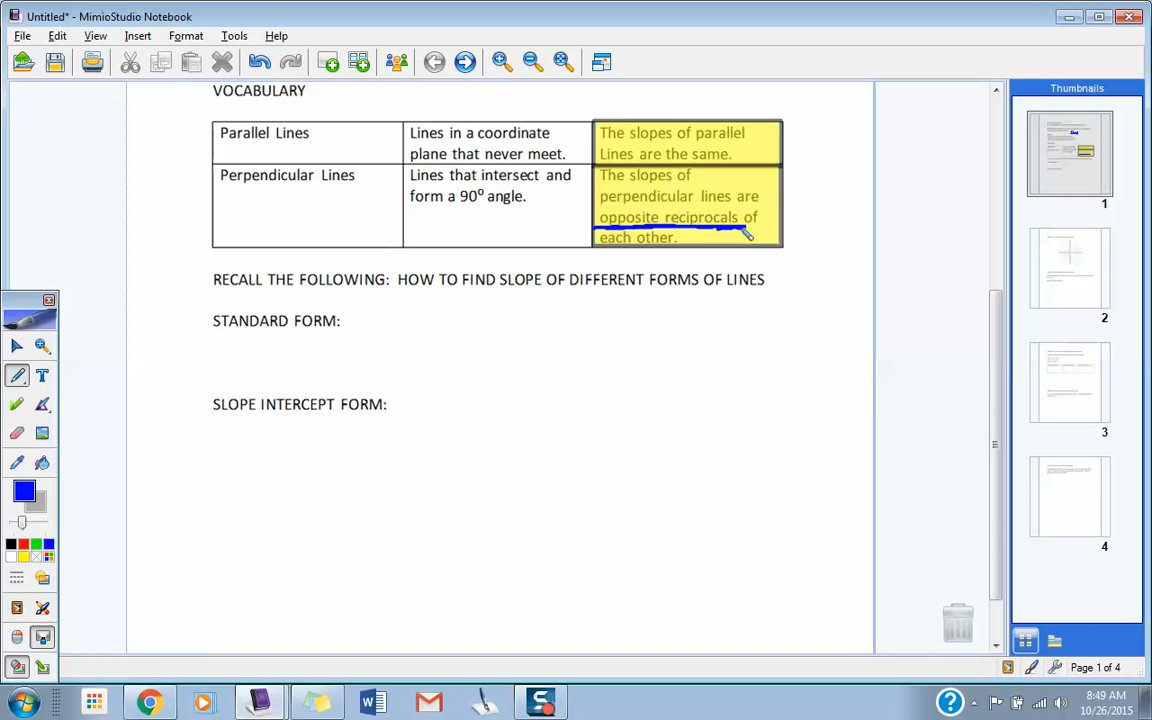 Untitled* - MimioStudio Notebook
File Edit View Insert Format Tools Help
VOCABULARY
Parallel Lines
Lines in a coordinate
plane that never meet.
The slopes of parallel
Lines are the same.
Perpendicular Lines
Lines that intersect and
form a 90⁰ angle.
The slopes of
perpendicular lines are
opposite reciprocals of
each other.
RECALL THE FOLLOWING: HOW TO FIND SLOPE OF DIFFERENT FORMS OF LINES
STANDARD FORM:
SLOPE INTERCEPT FORM:
Thumbnails
1
2
3
4
Page 1 of 4
8:49 AM
10/26/2015